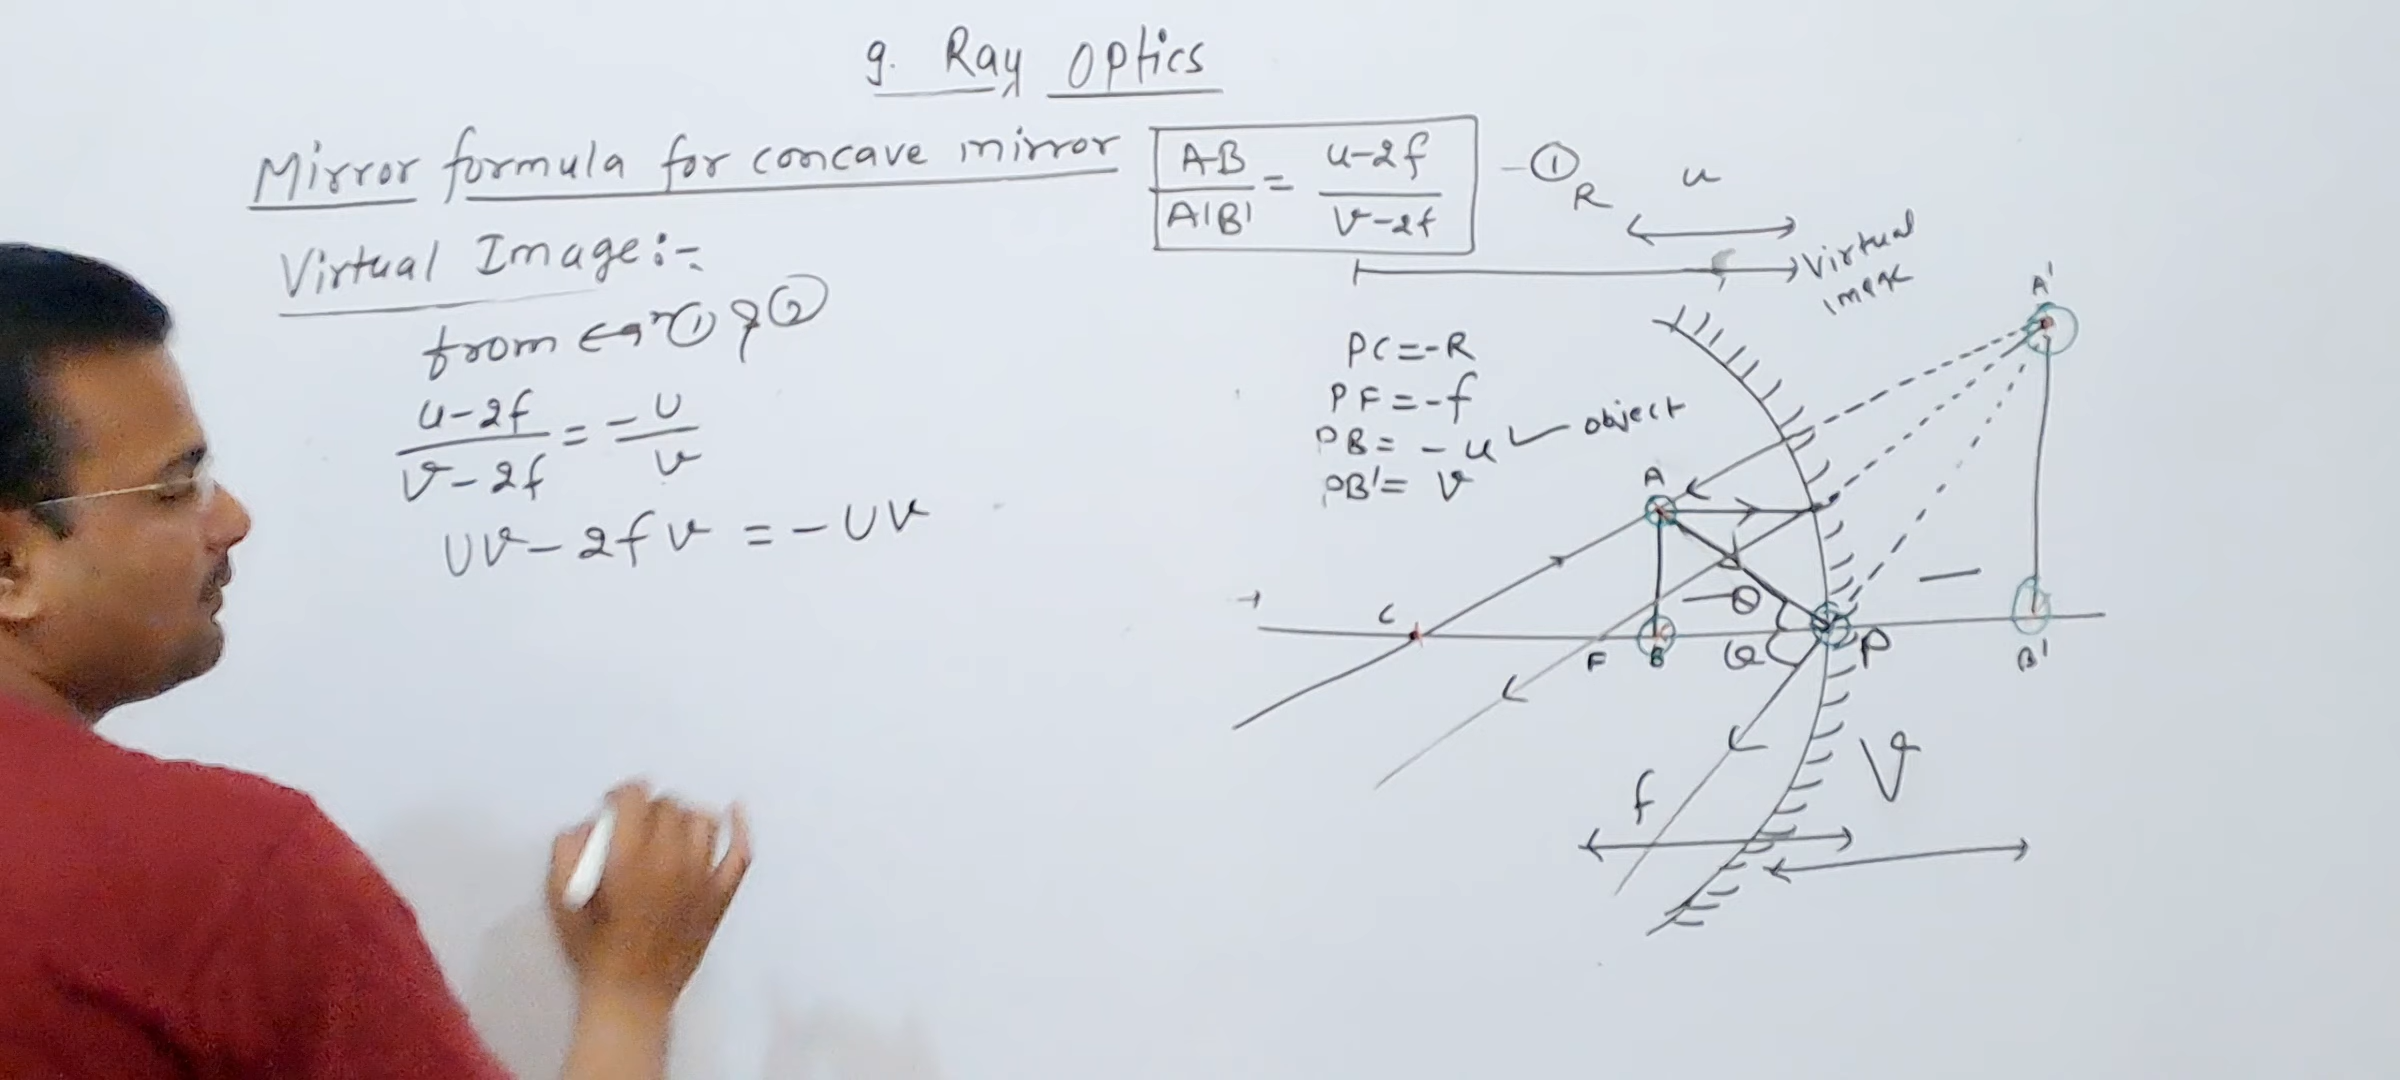 9. Ray Optics
Mirror formula for concave mirror
AB/A'B' = u-2f/v-2f -①
Virtual Image:-
from eqn ① & ②
u-2f/v-2f = -u/v
uv-2fv = -uv
R
u
Virtual
image
PC=-R
PF=-f
PB= -u object
PB'= v
A'
A
C
F
B
θ
θ
P
B'
f
v